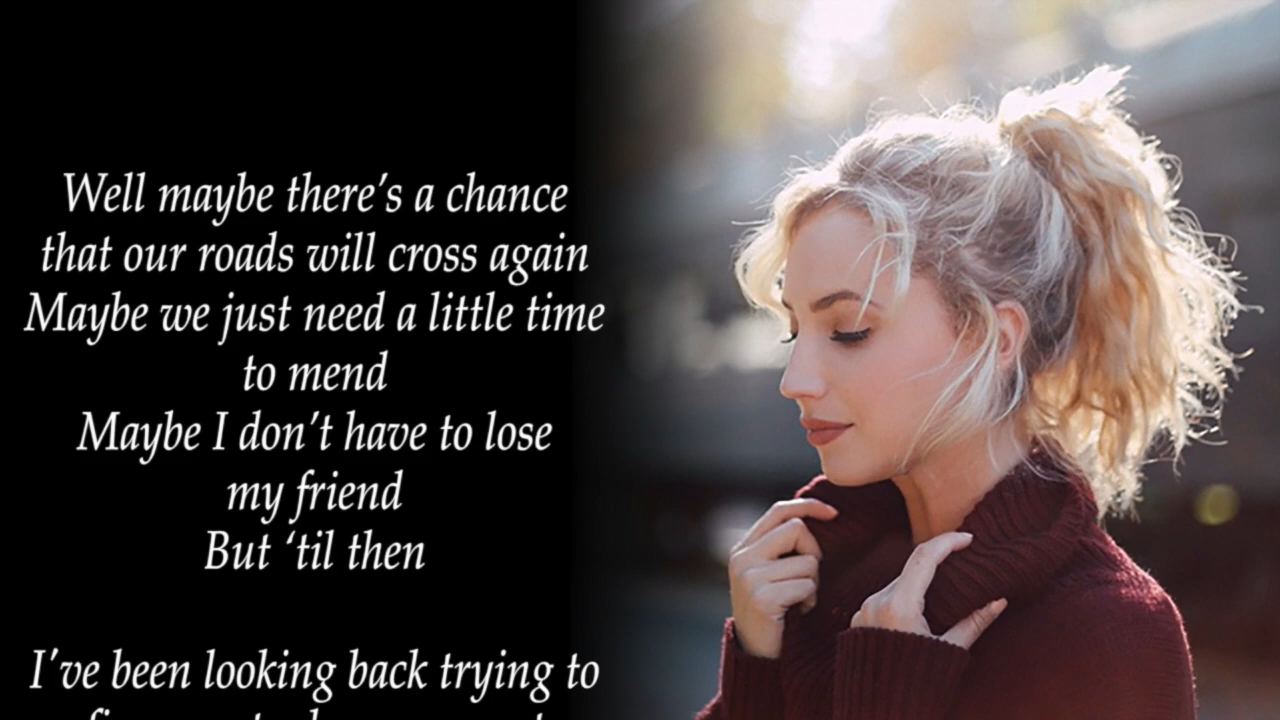 Well maybe there’s a chance
that our roads will cross again
Maybe we just need a little time
to mend
Maybe I don’t have to lose
my friend
But ‘til then
I've been looking back trying to